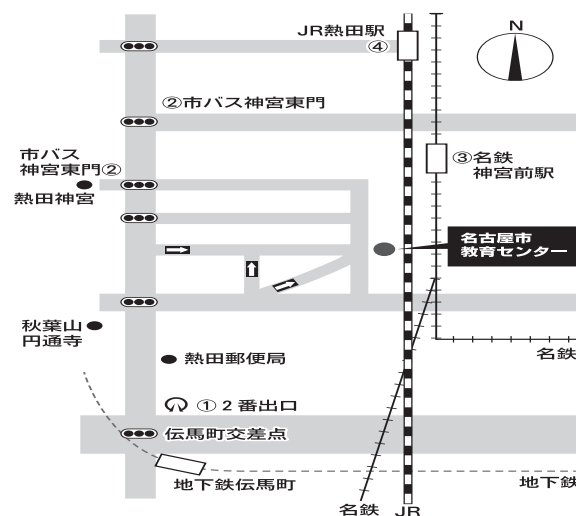 N
JR熱田駅
④
②市バス神宮東門
③名鉄
神宮前駅
市バス
神宮東門②
熱田神宮
名古屋市
教育センター
秋葉山
円通寺
熱田郵便局
名鉄
①2番出口
伝馬町交差点
地下鉄伝馬町
地下鉄
名鉄
JR